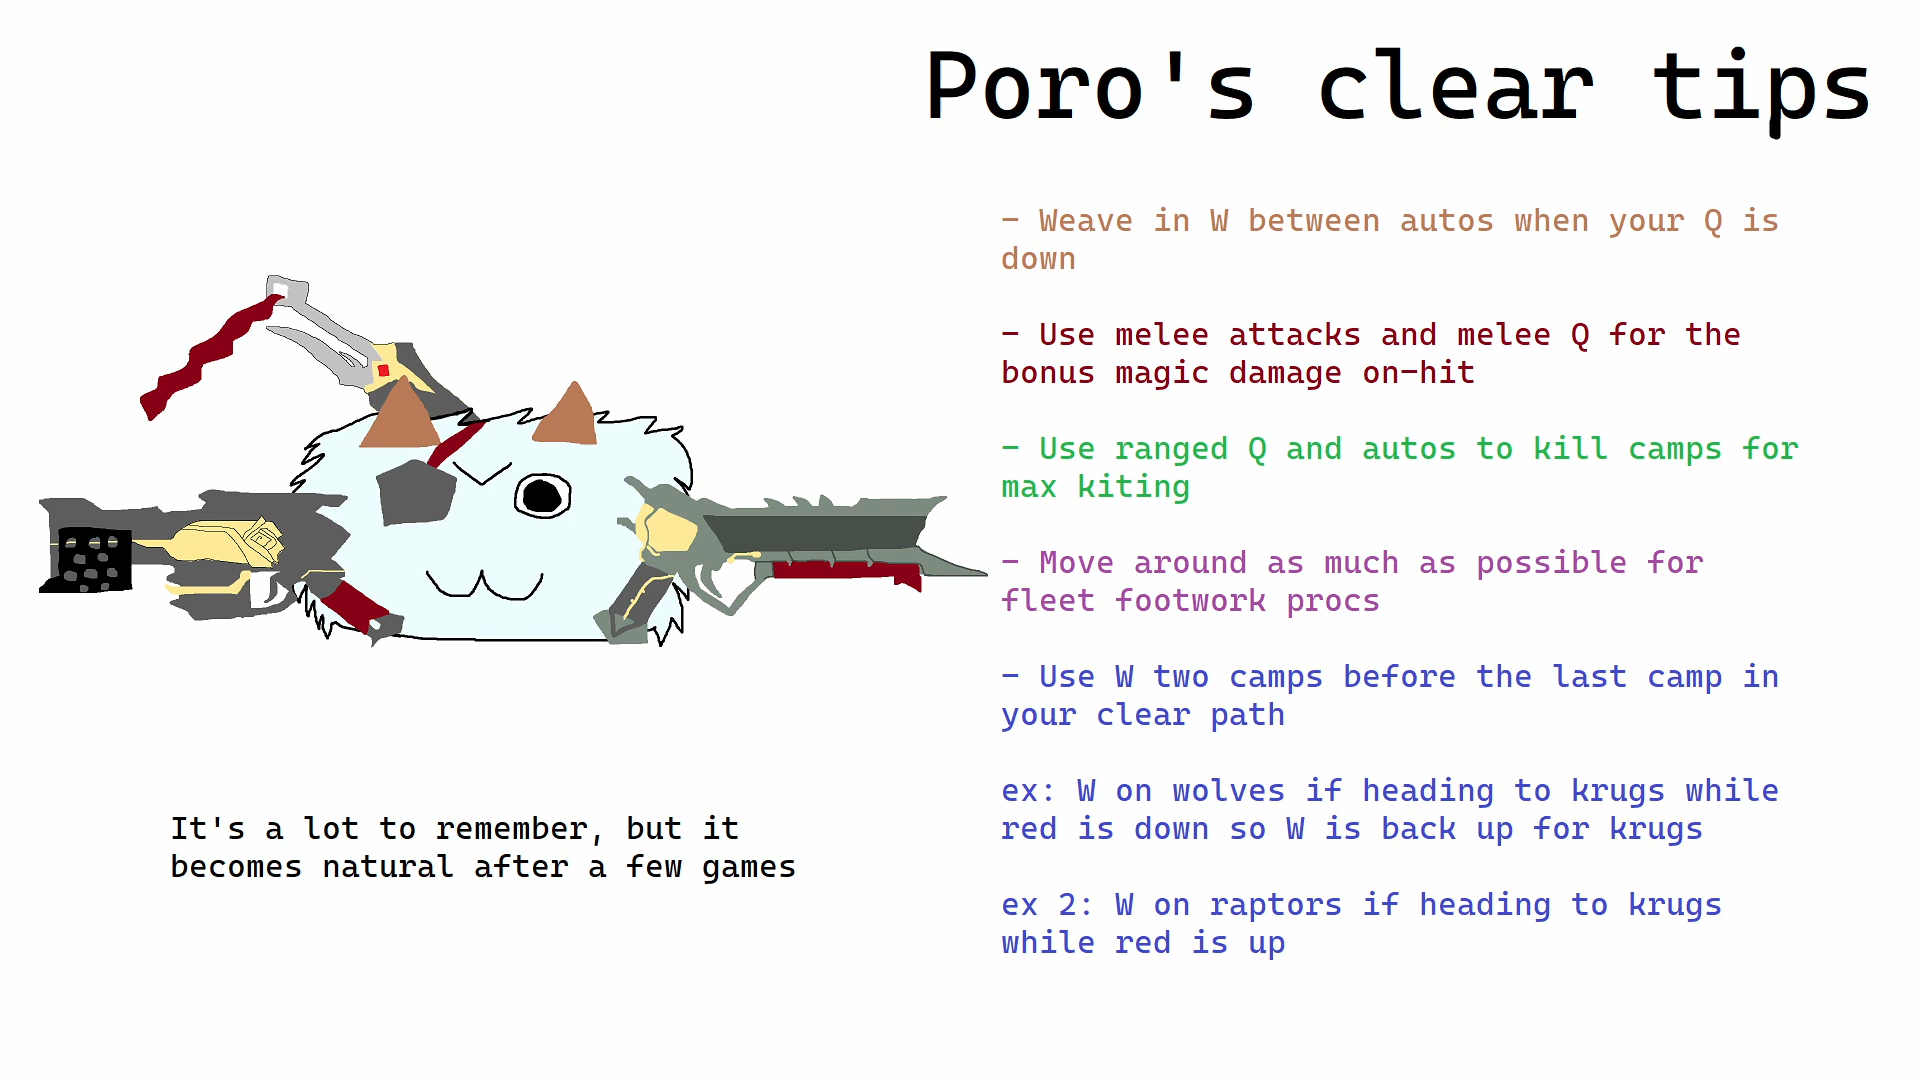 Poro's clear tips
- Weave in W between autos when your Q is
down
- Use melee attacks and melee Q for the
bonus magic damage on-hit
- Use ranged Q and autos to kill camps for
max kiting
- Move around as much as possible for
fleet footwork procs
- Use W two camps before the last camp in
your clear path
ex: W on wolves if heading to krugs while
red is down so W is back up for krugs
ex 2: W on raptors if heading to krugs
while red is up
It's a lot to remember, but it
becomes natural after a few games